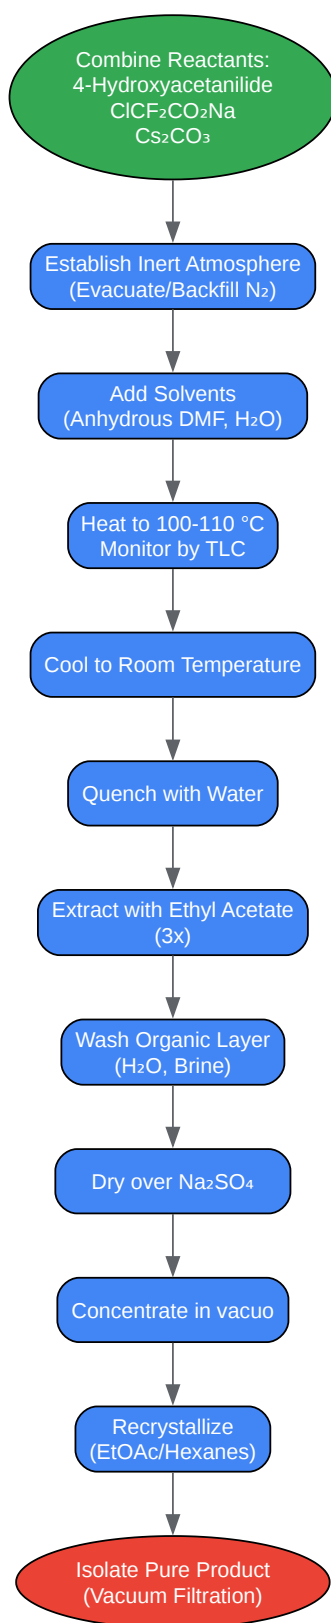 Combine Reactants:
4-Hydroxyacetanilide
ClCF₂CO₂Na
Cs₂CO₃
Establish Inert Atmosphere
(Evacuate/Backfill N₂)
Add Solvents
(Anhydrous DMF, H₂O)
Heat to 100-110 °C
Monitor by TLC
Cool to Room Temperature
Quench with Water
Extract with Ethyl Acetate
(3x)
Wash Organic Layer
(H₂O, Brine)
Dry over Na₂SO₄
Concentrate in vacuo
Recrystallize
(EtOAc/Hexanes)
Isolate Pure Product
(Vacuum Filtration)